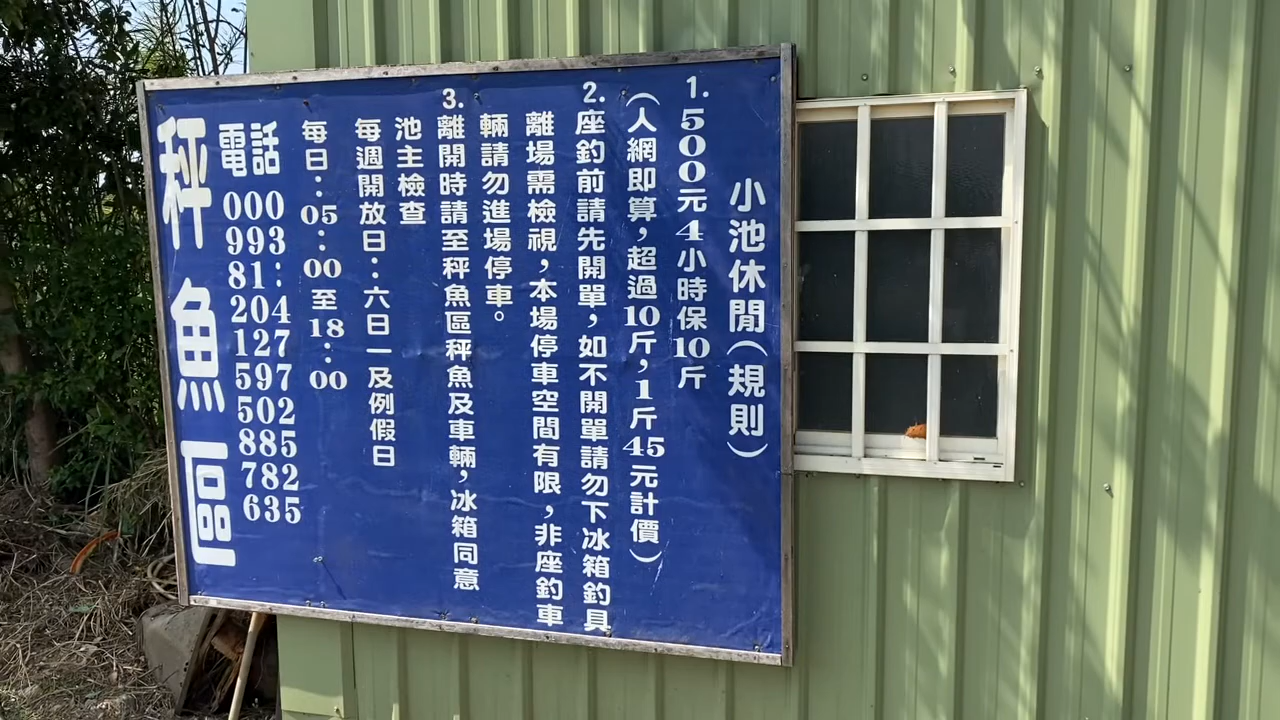 小池休閒(規則)
1.500元4小時保10斤
(人網即算,超過10斤,1斤45元計價)
2.座釣前請先開單,如不開單請勿下冰箱釣具
離場需檢視,本場停車空間有限,非座釣車
輛請勿進場停車。
3.離開時請至秤魚區秤魚及車輛,冰箱同意
池主檢查
每週開放日:六日一及例假日
每日:05:00至18:00
電話
000
993
81:
204
127
597
502
885
782
635
秤魚區